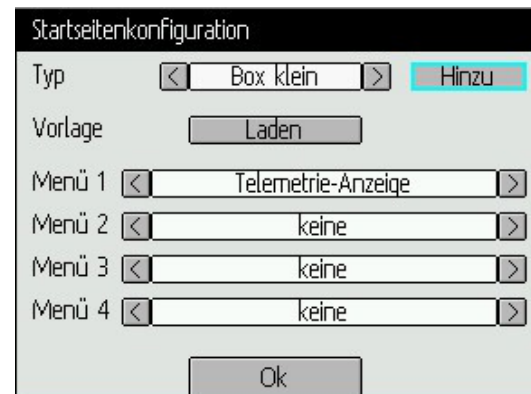 Startseitenkonfiguration
Typ < Box klein > Hinzu
Vorlage Laden
Menü 1 < Telemetrie-Anzeige >
Menü 2 < keine >
Menü 3 < keine >
Menü 4 < keine >
Ok